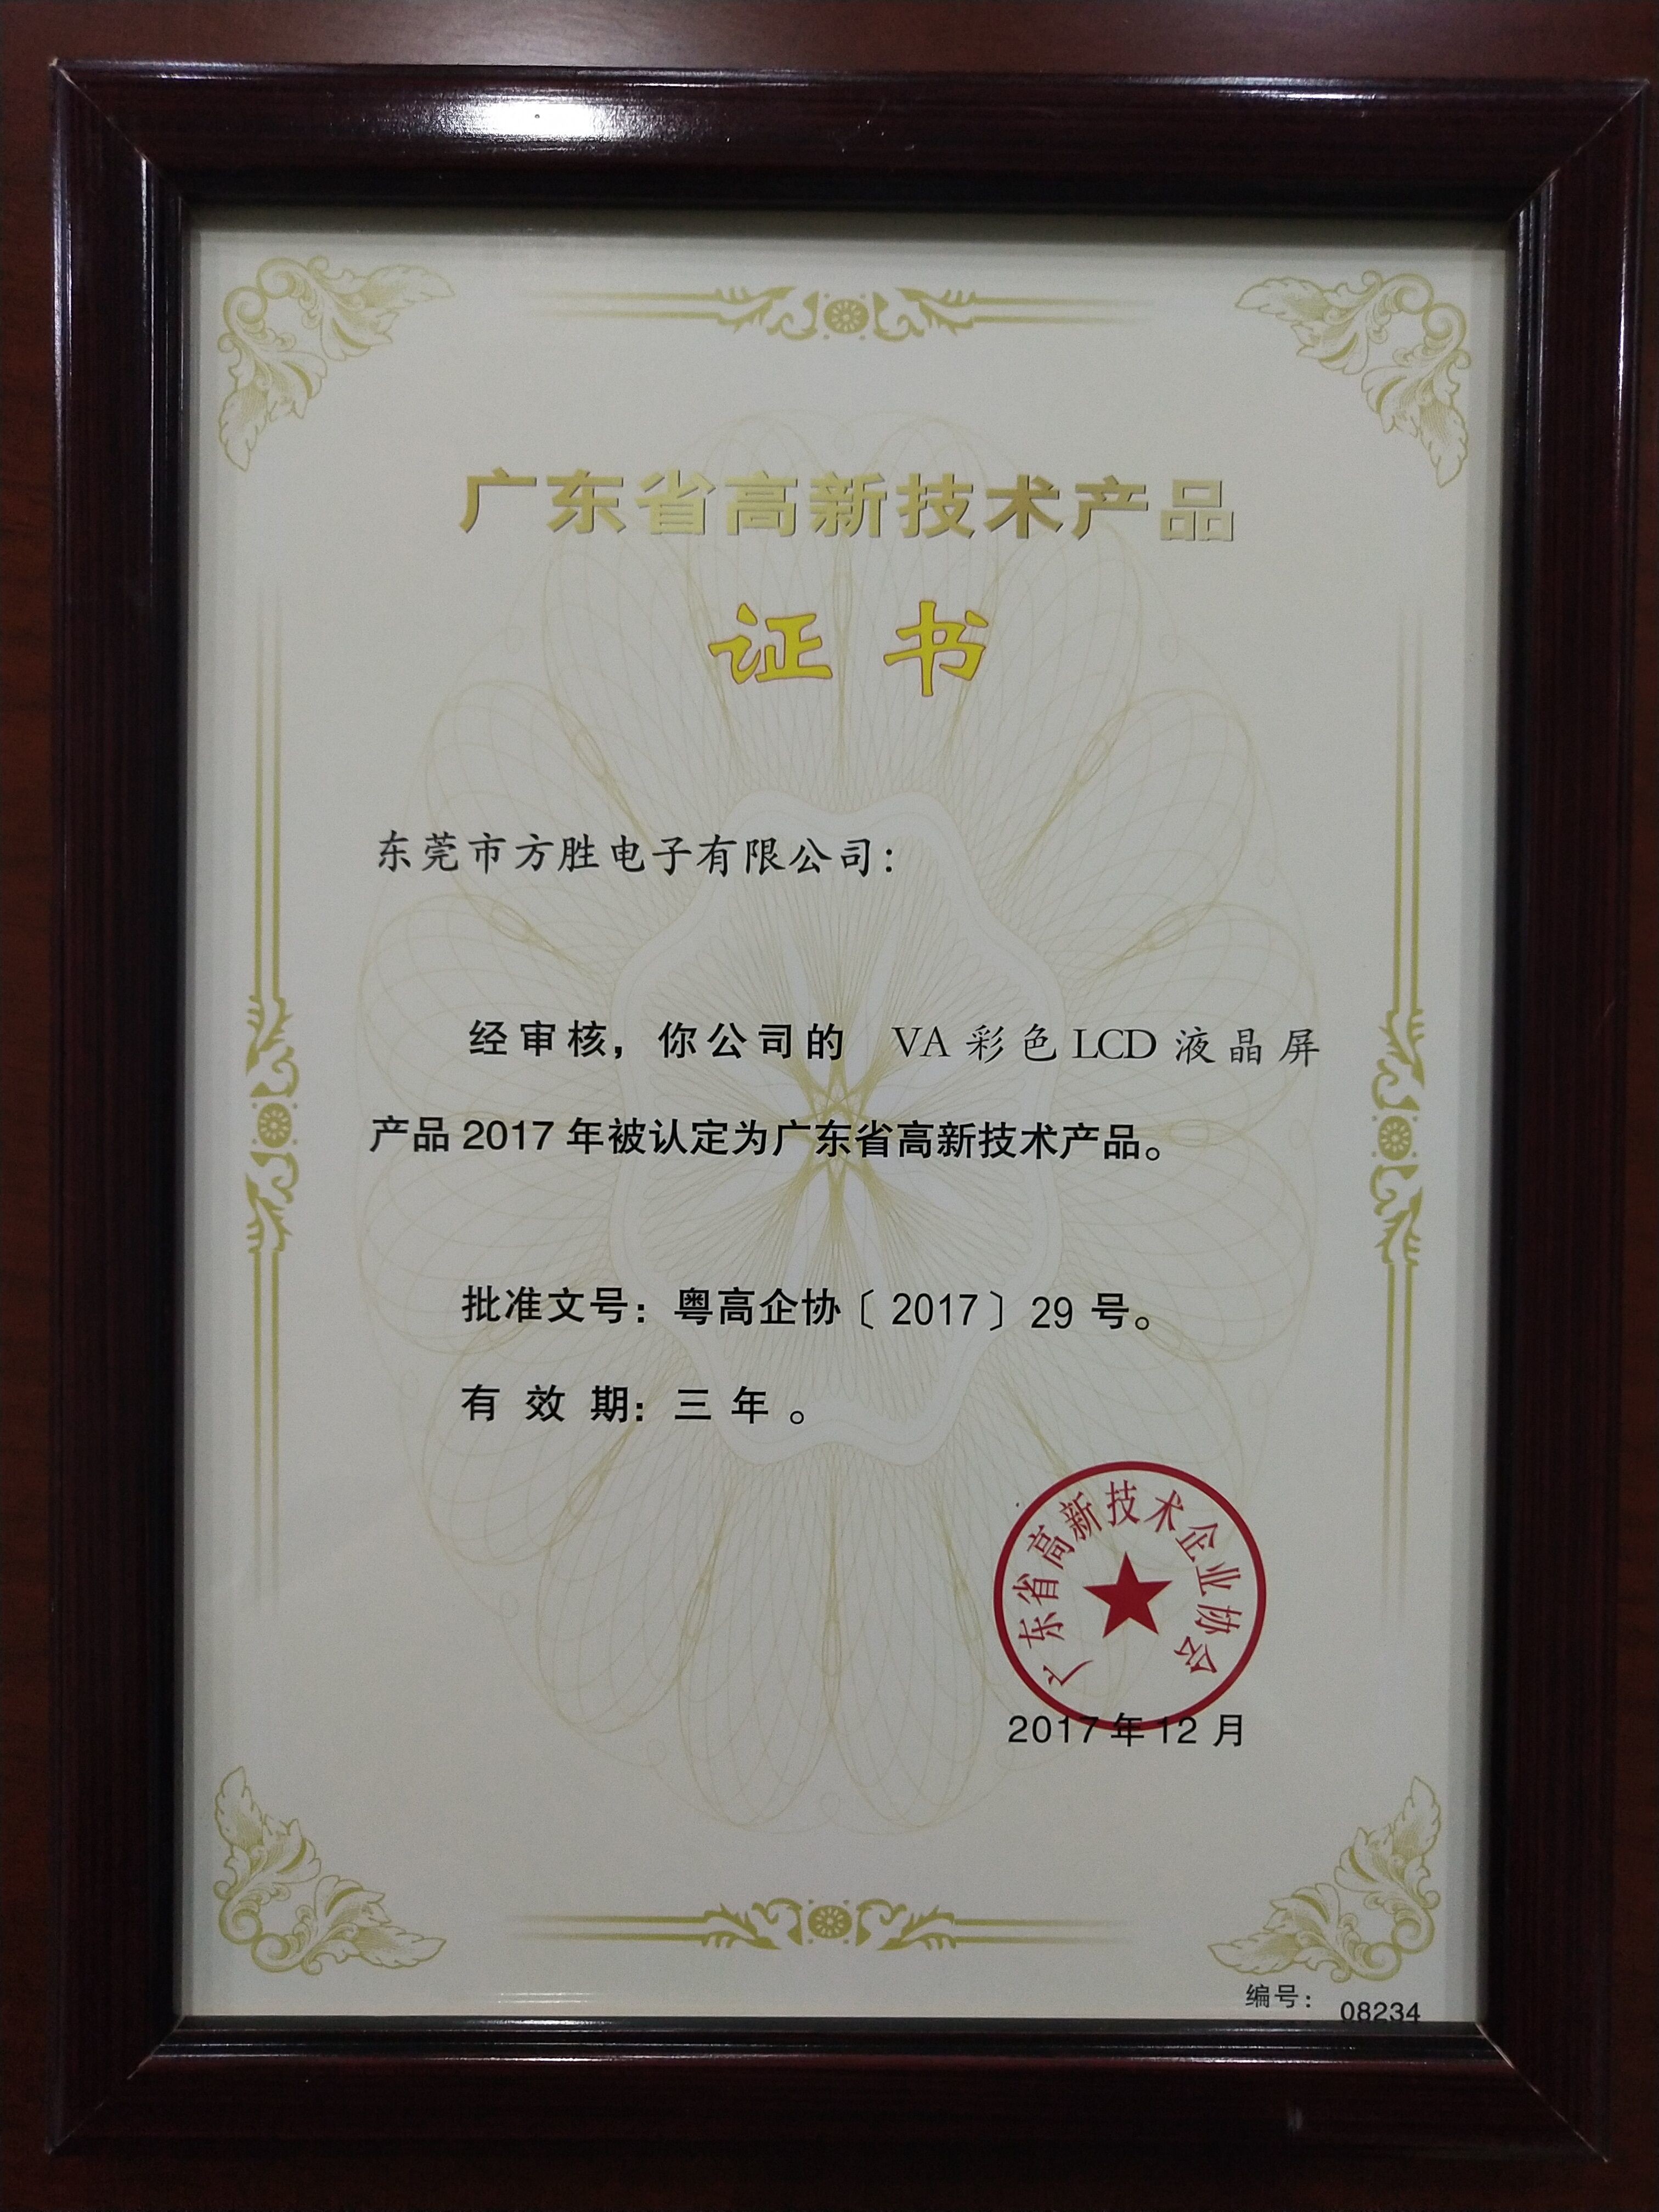 广东省高新技术产品
证书
东莞市方胜电子有限公司：
经审核，你公司的 VA彩色LCD液晶屏
产品2017年被认定为广东省高新技术产品。
批准文号：粤高企协〔2017〕29号。
有效期：三年。
广东省高新技术企业协会
2017年12月
编号：08234